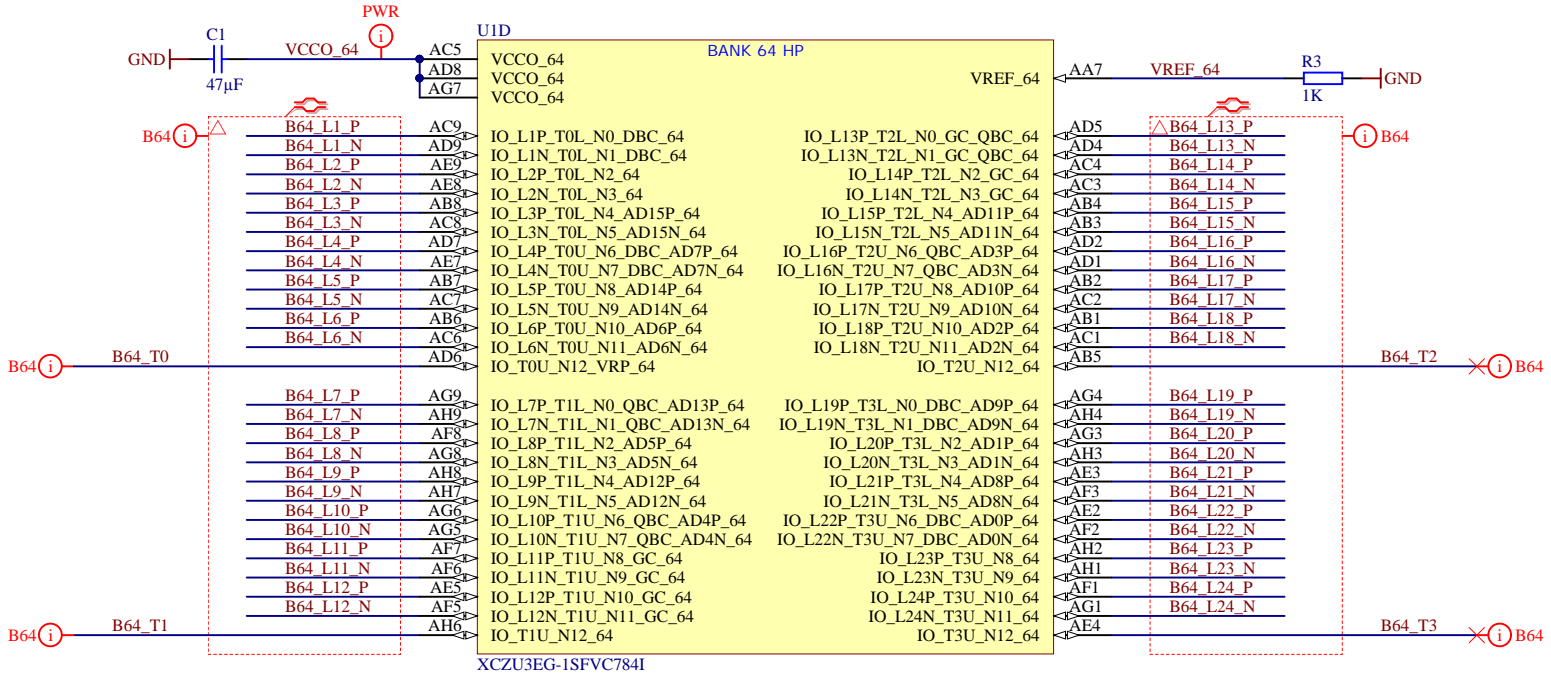 PWR
C1
U1D
GND VCCO_64 AC5 VCCO_64 BANK 64 HP
47µF AD8 VCCO_64 VREF_64 AA7 VREF_64 R3 GND
AG7 VCCO_64 1K
B64 B64_L1_P AC9 IO_L1P_T0L_N0_DBC_64 IO_L13P_T2L_N0_GC_QBC_64 AD5 B64_L13_P B64
B64_L1_N AD9 IO_L1N_T0L_N1_DBC_64 IO_L13N_T2L_N1_GC_QBC_64 AD4 B64_L13_N
B64_L2_P AE9 IO_L2P_T0L_N2_64 IO_L14P_T2L_N2_GC_64 AC4 B64_L14_P
B64_L2_N AE8 IO_L2N_T0L_N3_64 IO_L14N_T2L_N3_GC_64 AC3 B64_L14_N
B64_L3_P AB8 IO_L3P_T0L_N4_AD15P_64 IO_L15P_T2L_N4_AD11P_64 AB4 B64_L15_P
B64_L3_N AC8 IO_L3N_T0L_N5_AD15N_64 IO_L15N_T2L_N5_AD11N_64 AB3 B64_L15_N
B64_L4_P AD7 IO_L4P_T0U_N6_DBC_AD7P_64 IO_L16P_T2U_N6_QBC_AD3P_64 AD2 B64_L16_P
B64_L4_N AE7 IO_L4N_T0U_N7_DBC_AD7N_64 IO_L16N_T2U_N7_QBC_AD3N_64 AD1 B64_L16_N
B64_L5_P AB7 IO_L5P_T0U_N8_AD14P_64 IO_L17P_T2U_N8_AD10P_64 AB2 B64_L17_P
B64_L5_N AC7 IO_L5N_T0U_N9_AD14N_64 IO_L17N_T2U_N9_AD10N_64 AC2 B64_L17_N
B64_L6_P AB6 IO_L6P_T0U_N10_AD6P_64 IO_L18P_T2U_N10_AD2P_64 AB1 B64_L18_P
B64_L6_N AC6 IO_L6N_T0U_N11_AD6N_64 IO_L18N_T2U_N11_AD2N_64 AC1 B64_L18_N
B64 B64_T0 AD6 IO_T0U_N12_VRP_64 IO_T2U_N12_64 AB5 B64_T2 B64
B64_L7_P AG9 IO_L7P_T1L_N0_QBC_AD13P_64 IO_L19P_T3L_N0_DBC_AD9P_64 AG4 B64_L19_P
B64_L7_N AH9 IO_L7N_T1L_N1_QBC_AD13N_64 IO_L19N_T3L_N1_DBC_AD9N_64 AH4 B64_L19_N
B64_L8_P AF8 IO_L8P_T1L_N2_AD5P_64 IO_L20P_T3L_N2_AD1P_64 AG3 B64_L20_P
B64_L8_N AG8 IO_L8N_T1L_N3_AD5N_64 IO_L20N_T3L_N3_AD1N_64 AH3 B64_L20_N
B64_L9_P AH8 IO_L9P_T1L_N4_AD12P_64 IO_L21P_T3L_N4_AD8P_64 AE3 B64_L21_P
B64_L9_N AH7 IO_L9N_T1L_N5_AD12N_64 IO_L21N_T3L_N5_AD8N_64 AF3 B64_L21_N
B64_L10_P AG6 IO_L10P_T1U_N6_QBC_AD4P_64 IO_L22P_T3U_N6_DBC_AD0P_64 AE2 B64_L22_P
B64_L10_N AG5 IO_L10N_T1U_N7_QBC_AD4N_64 IO_L22N_T3U_N7_DBC_AD0N_64 AF2 B64_L22_N
B64_L11_P AF7 IO_L11P_T1U_N8_GC_64 IO_L23P_T3U_N8_64 AH2 B64_L23_P
B64_L11_N AF6 IO_L11N_T1U_N9_GC_64 IO_L23N_T3U_N9_64 AH1 B64_L23_N
B64_L12_P AE5 IO_L12P_T1U_N10_GC_64 IO_L24P_T3U_N10_64 AF1 B64_L24_P
B64_L12_N AF5 IO_L12N_T1U_N11_GC_64 IO_L24N_T3U_N11_64 AG1 B64_L24_N
B64 B64_T1 AH6 IO_T1U_N12_64 IO_T3U_N12_64 AE4 B64_T3 B64
XCZU3EG-1SFVC784I